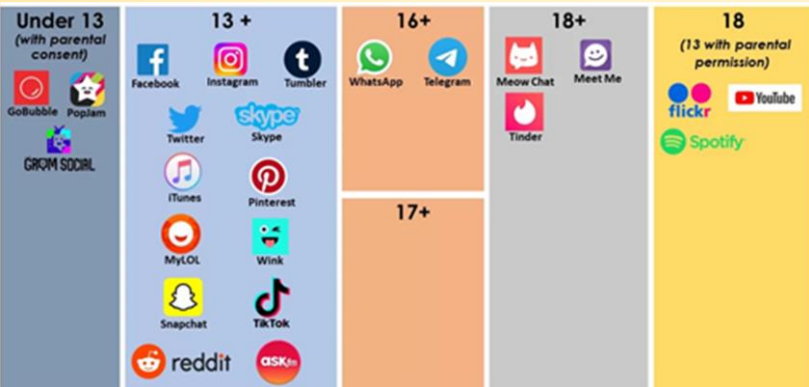 Under 13
(with parental
consent)
GoBubble
PopJam
GROM SOCIAL
13 +
Facebook
Instagram
Tumbler
Twitter
skype
Skype
iTunes
Pinterest
MyLOL
Wink
Snapchat
TikTok
reddit
ASKfm
16+
WhatsApp
Telegram
17+
18+
Meow Chat
Meet Me
Tinder
18
(13 with parental
permission)
flickr
YouTube
Spotify